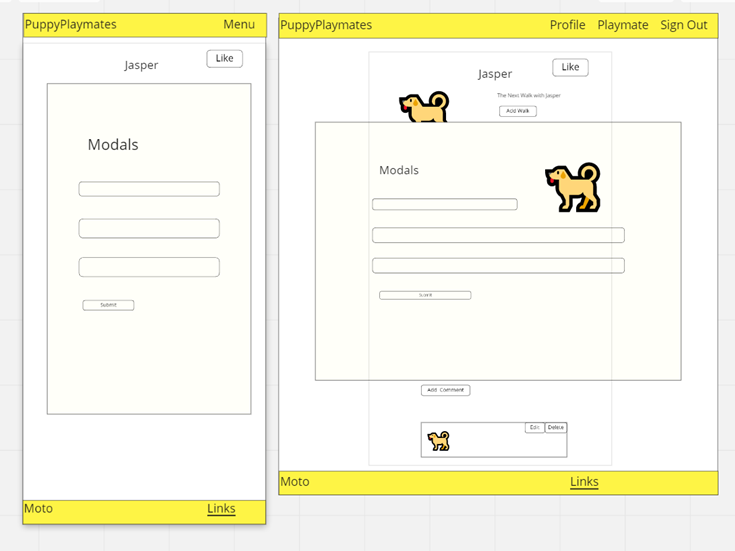 PuppyPlaymates Menu
Jasper Like
Modals
Submit
Moto Links
PuppyPlaymates Profile Playmate Sign Out
Jasper Like
The Next Walk with Jasper
Add Walk
Modals
Submit
Add Comment
Edit Delete
Moto Links